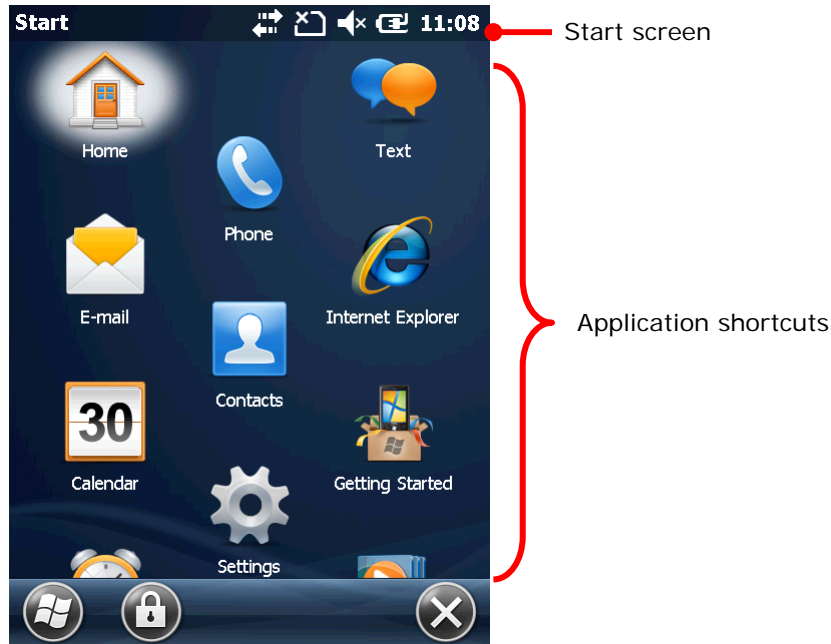 Start 11:08
Start screen
Home
Text
Phone
E-mail
Internet Explorer
Application shortcuts
Contacts
30
Calendar
Getting Started
Settings